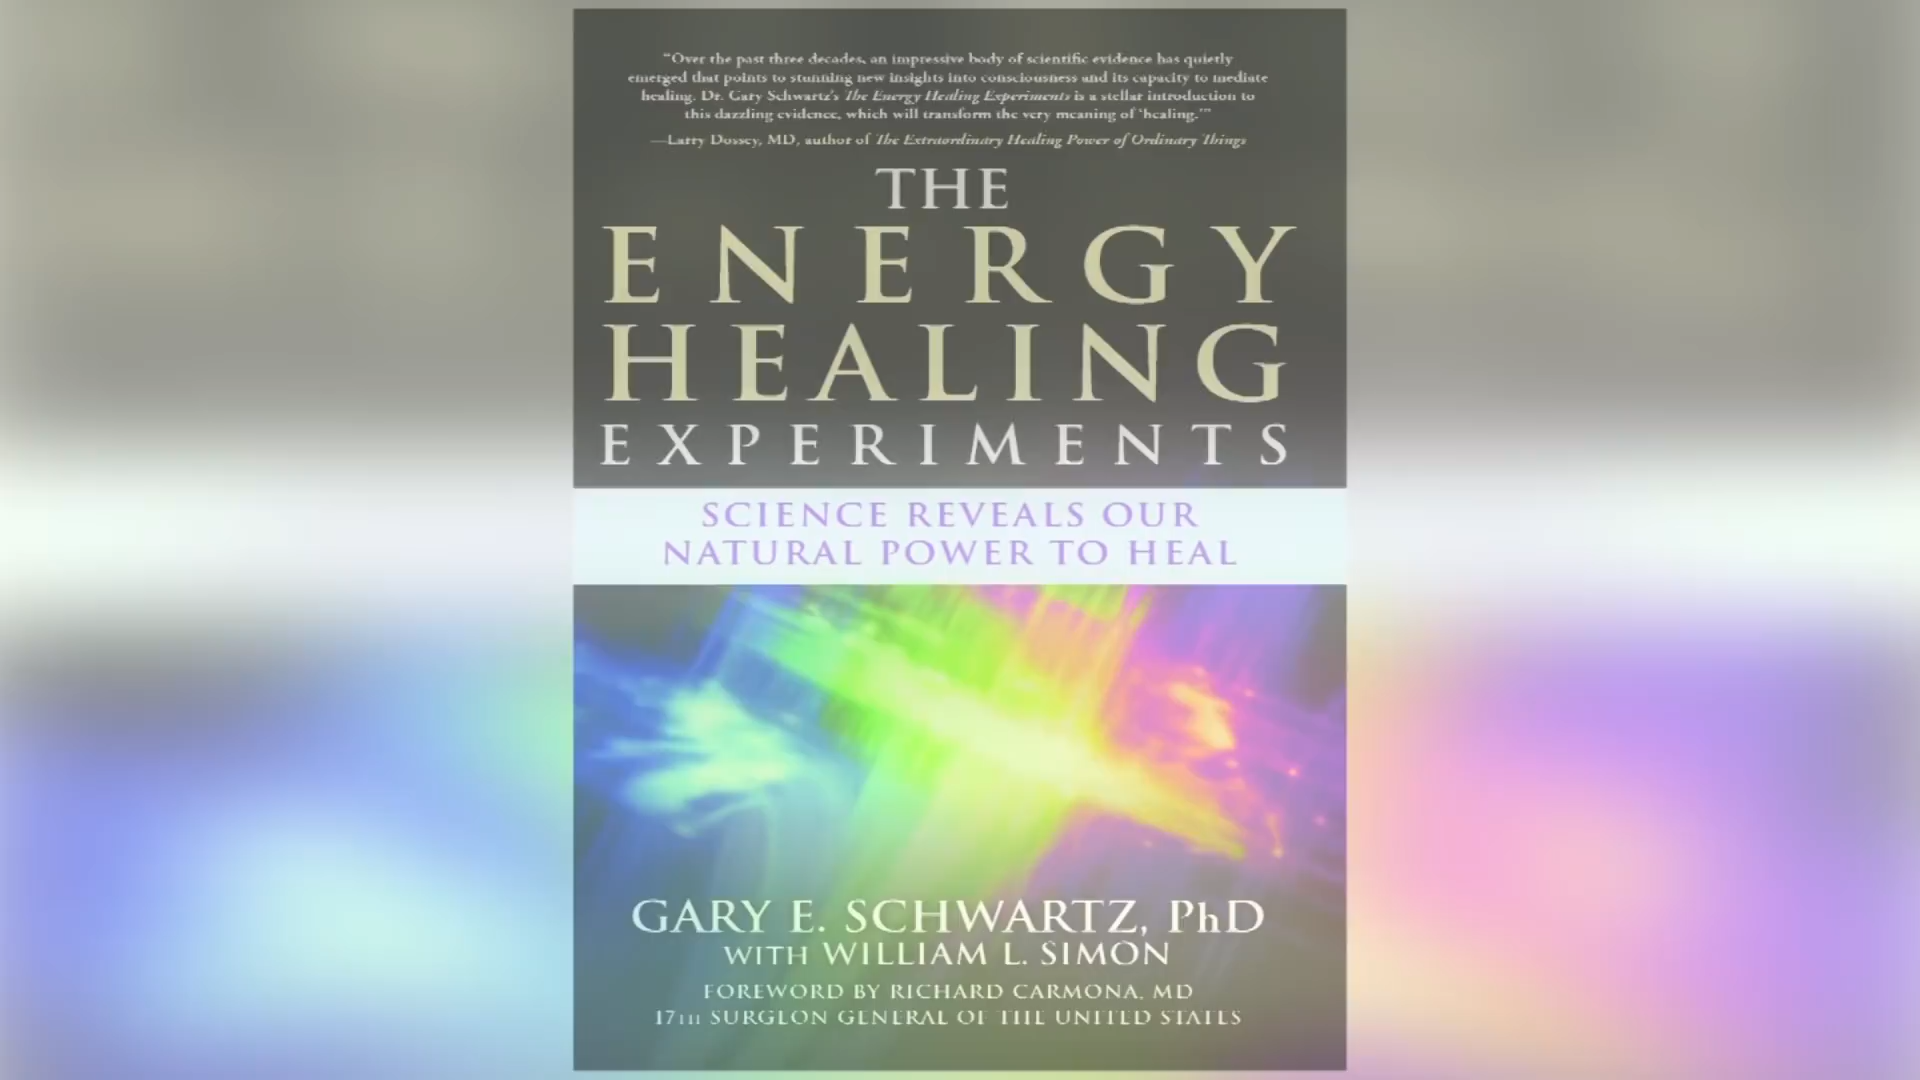 “Over the past three decades, an impressive body of scientific evidence has quietly
emerged that points to stunning new insights into consciousness and its capacity to mediate
healing. Dr. Gary Schwartz’s The Energy Healing Experiments is a stellar introduction to
this dazzling evidence, which will transform the very meaning of ‘healing.’”
—Larry Dossey, MD, author of The Extraordinary Healing Power of Ordinary Things
THE
ENERGY
HEALING
EXPERIMENTS
SCIENCE REVEALS OUR
NATURAL POWER TO HEAL
GARY E. SCHWARTZ, PhD
WITH WILLIAM L. SIMON
FOREWORD BY RICHARD CARMONA, MD
17TH SURGEON GENERAL OF THE UNITED STATES